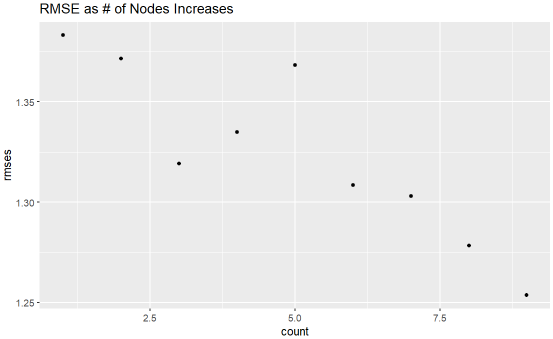 RMSE as # of Nodes Increases
rmses
1.35
1.30
1.25
2.5 5.0 7.5
count